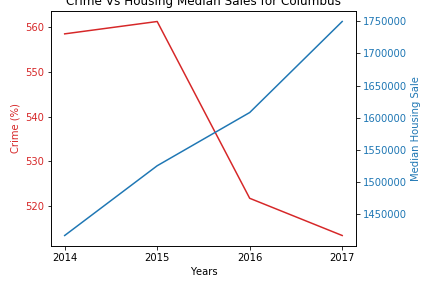 Crime Vs Housing Median Sales for Columbus
560
550
540
530
520
Crime (%)
1750000
1700000
1650000
1600000
1550000
1500000
1450000
Median Housing Sale
2014 2015 2016 2017
Years